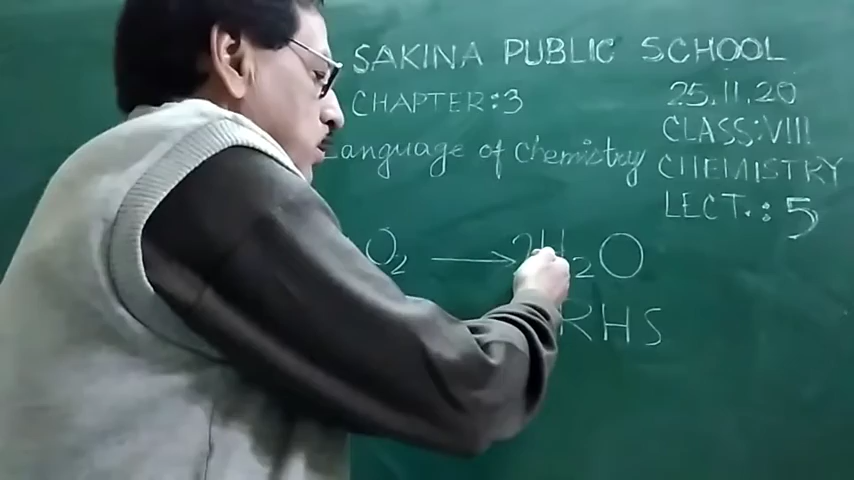 SAKINA PUBLIC SCHOOL
CHAPTER:3
25.11.20
Language of Chemistry
CLASS:VIII
CHEMISTRY
LECT.:5
O₂ → 2H₂O
RHS